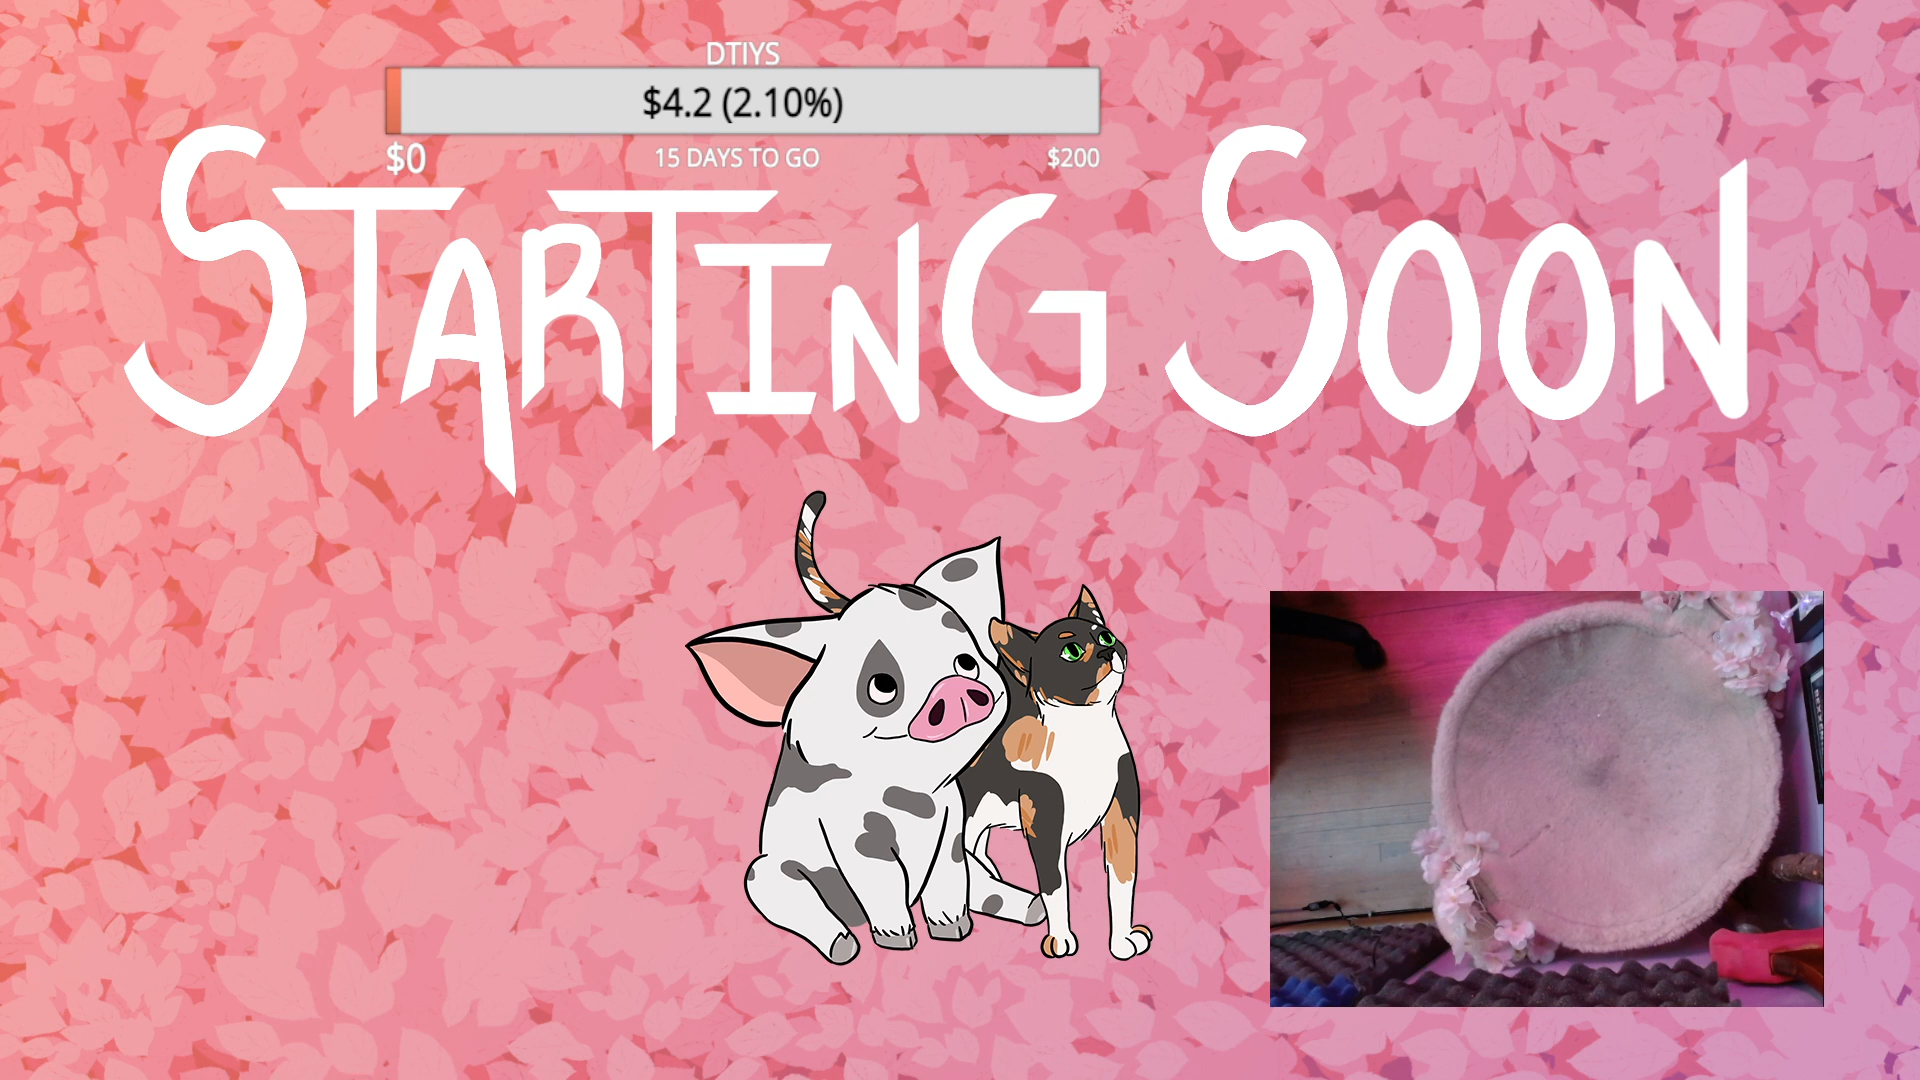 DTIYS
$4.2 (2.10%)
$0 15 DAYS TO GO $200
STARTING SOON